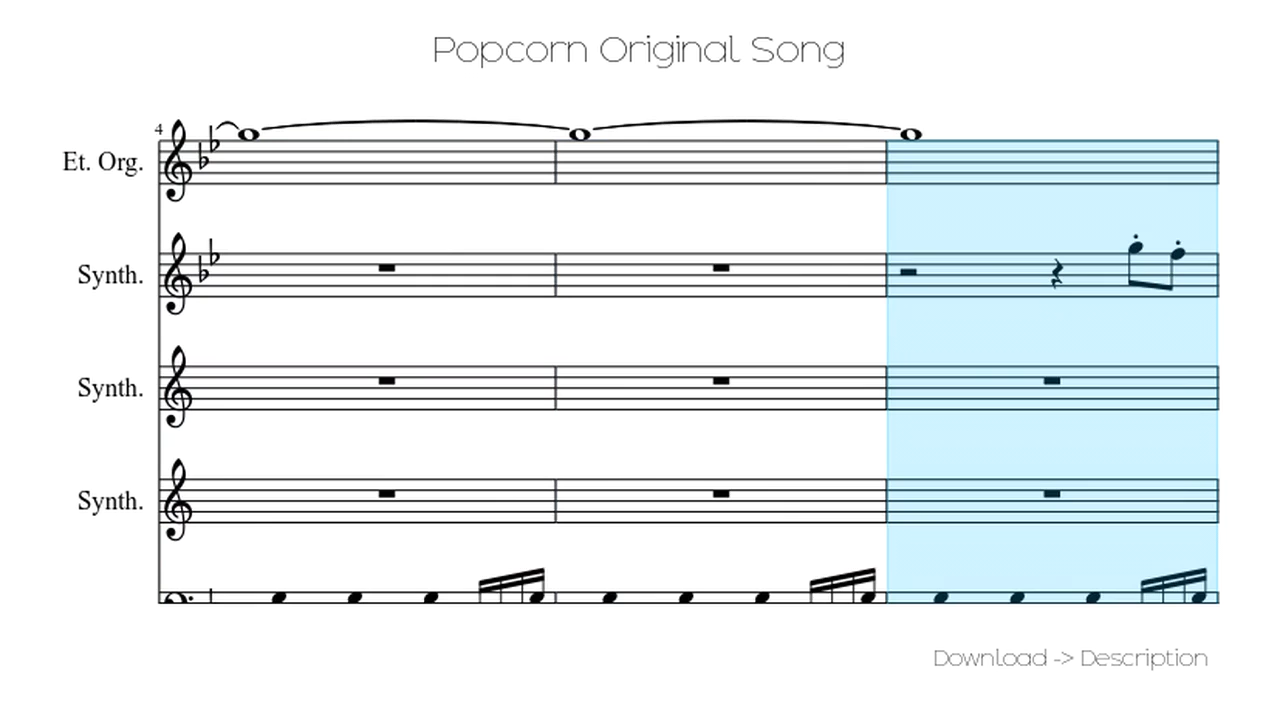 Popcorn Original Song
4
Et. Org.
Synth.
Synth.
Synth.
Download -> Description